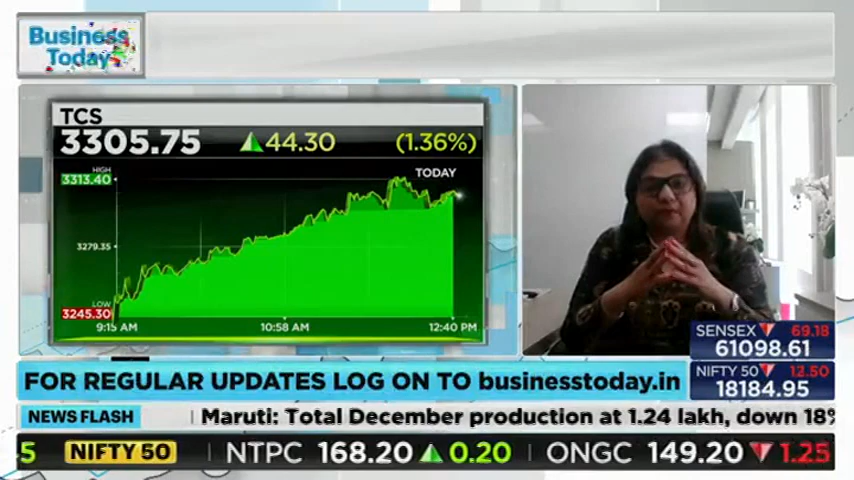 Business
Today
TCS
3305.75 44.30 (1.36%)
TODAY
HIGH
3313.40
3279.35
LOW
3245.30
9:15 AM 10:58 AM 12:40 PM
SENSEX 69.18
61098.61
NIFTY 50 12.50
18184.95
FOR REGULAR UPDATES LOG ON TO businesstoday.in
NEWS FLASH Maruti: Total December production at 1.24 lakh, down 18%
5 NIFTY 50 NTPC 168.20 0.20 ONGC 149.20 1.25